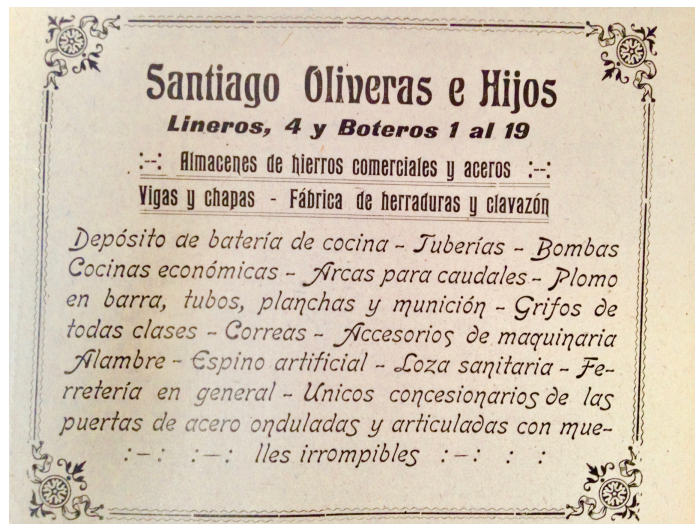 Santiago Oliveras e Hijos
Lineros, 4 y Boteros 1 al 19
:--: Almacenes de hierros comerciales y aceros :--:
Vigas y chapas - Fábrica de herraduras y clavazón
Depósito de batería de cocina - Tuberías - Bombas
Cocinas económicas - Arcas para caudales - Plomo
en barra, tubos, planchas y munición - Grifos de
todas clases - Correas - Accesorios de maquinaria
Alambre - Espino artificial - Loza sanitaria - Fe-
rretería en general - Unicos concesionarios de las
puertas de acero onduladas y articuladas con mue-
:-: :-: lles irrompibles :-: : :